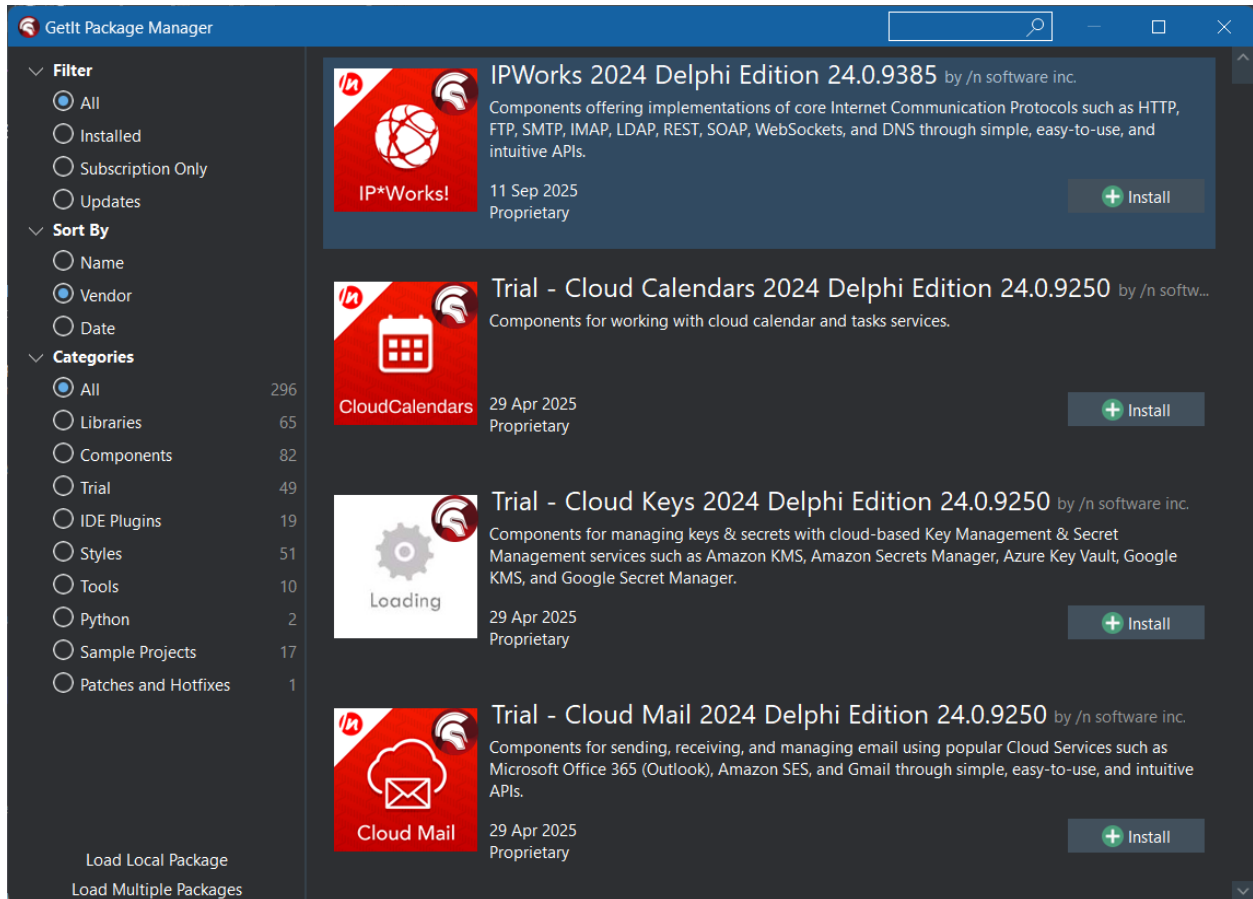 GetIt Package Manager
Filter
All
Installed
Subscription Only
Updates
Sort By
Name
Vendor
Date
Categories
All 296
Libraries 65
Components 82
Trial 49
IDE Plugins 19
Styles 51
Tools 10
Python 2
Sample Projects 17
Patches and Hotfixes 1
Load Local Package
Load Multiple Packages
IP*Works!
IPWorks 2024 Delphi Edition 24.0.9385 by /n software inc.
Components offering implementations of core Internet Communication Protocols such as HTTP,
FTP, SMTP, IMAP, LDAP, REST, SOAP, WebSockets, and DNS through simple, easy-to-use, and
intuitive APIs.
11 Sep 2025
Proprietary
Install
CloudCalendars
Trial - Cloud Calendars 2024 Delphi Edition 24.0.9250 by /n softw...
Components for working with cloud calendar and tasks services.
29 Apr 2025
Proprietary
Install
Loading
Trial - Cloud Keys 2024 Delphi Edition 24.0.9250 by /n software inc.
Components for managing keys & secrets with cloud-based Key Management & Secret
Management services such as Amazon KMS, Amazon Secrets Manager, Azure Key Vault, Google
KMS, and Google Secret Manager.
29 Apr 2025
Proprietary
Install
Cloud Mail
Trial - Cloud Mail 2024 Delphi Edition 24.0.9250 by /n software inc.
Components for sending, receiving, and managing email using popular Cloud Services such as
Microsoft Office 365 (Outlook), Amazon SES, and Gmail through simple, easy-to-use, and intuitive
APIs.
29 Apr 2025
Proprietary
Install